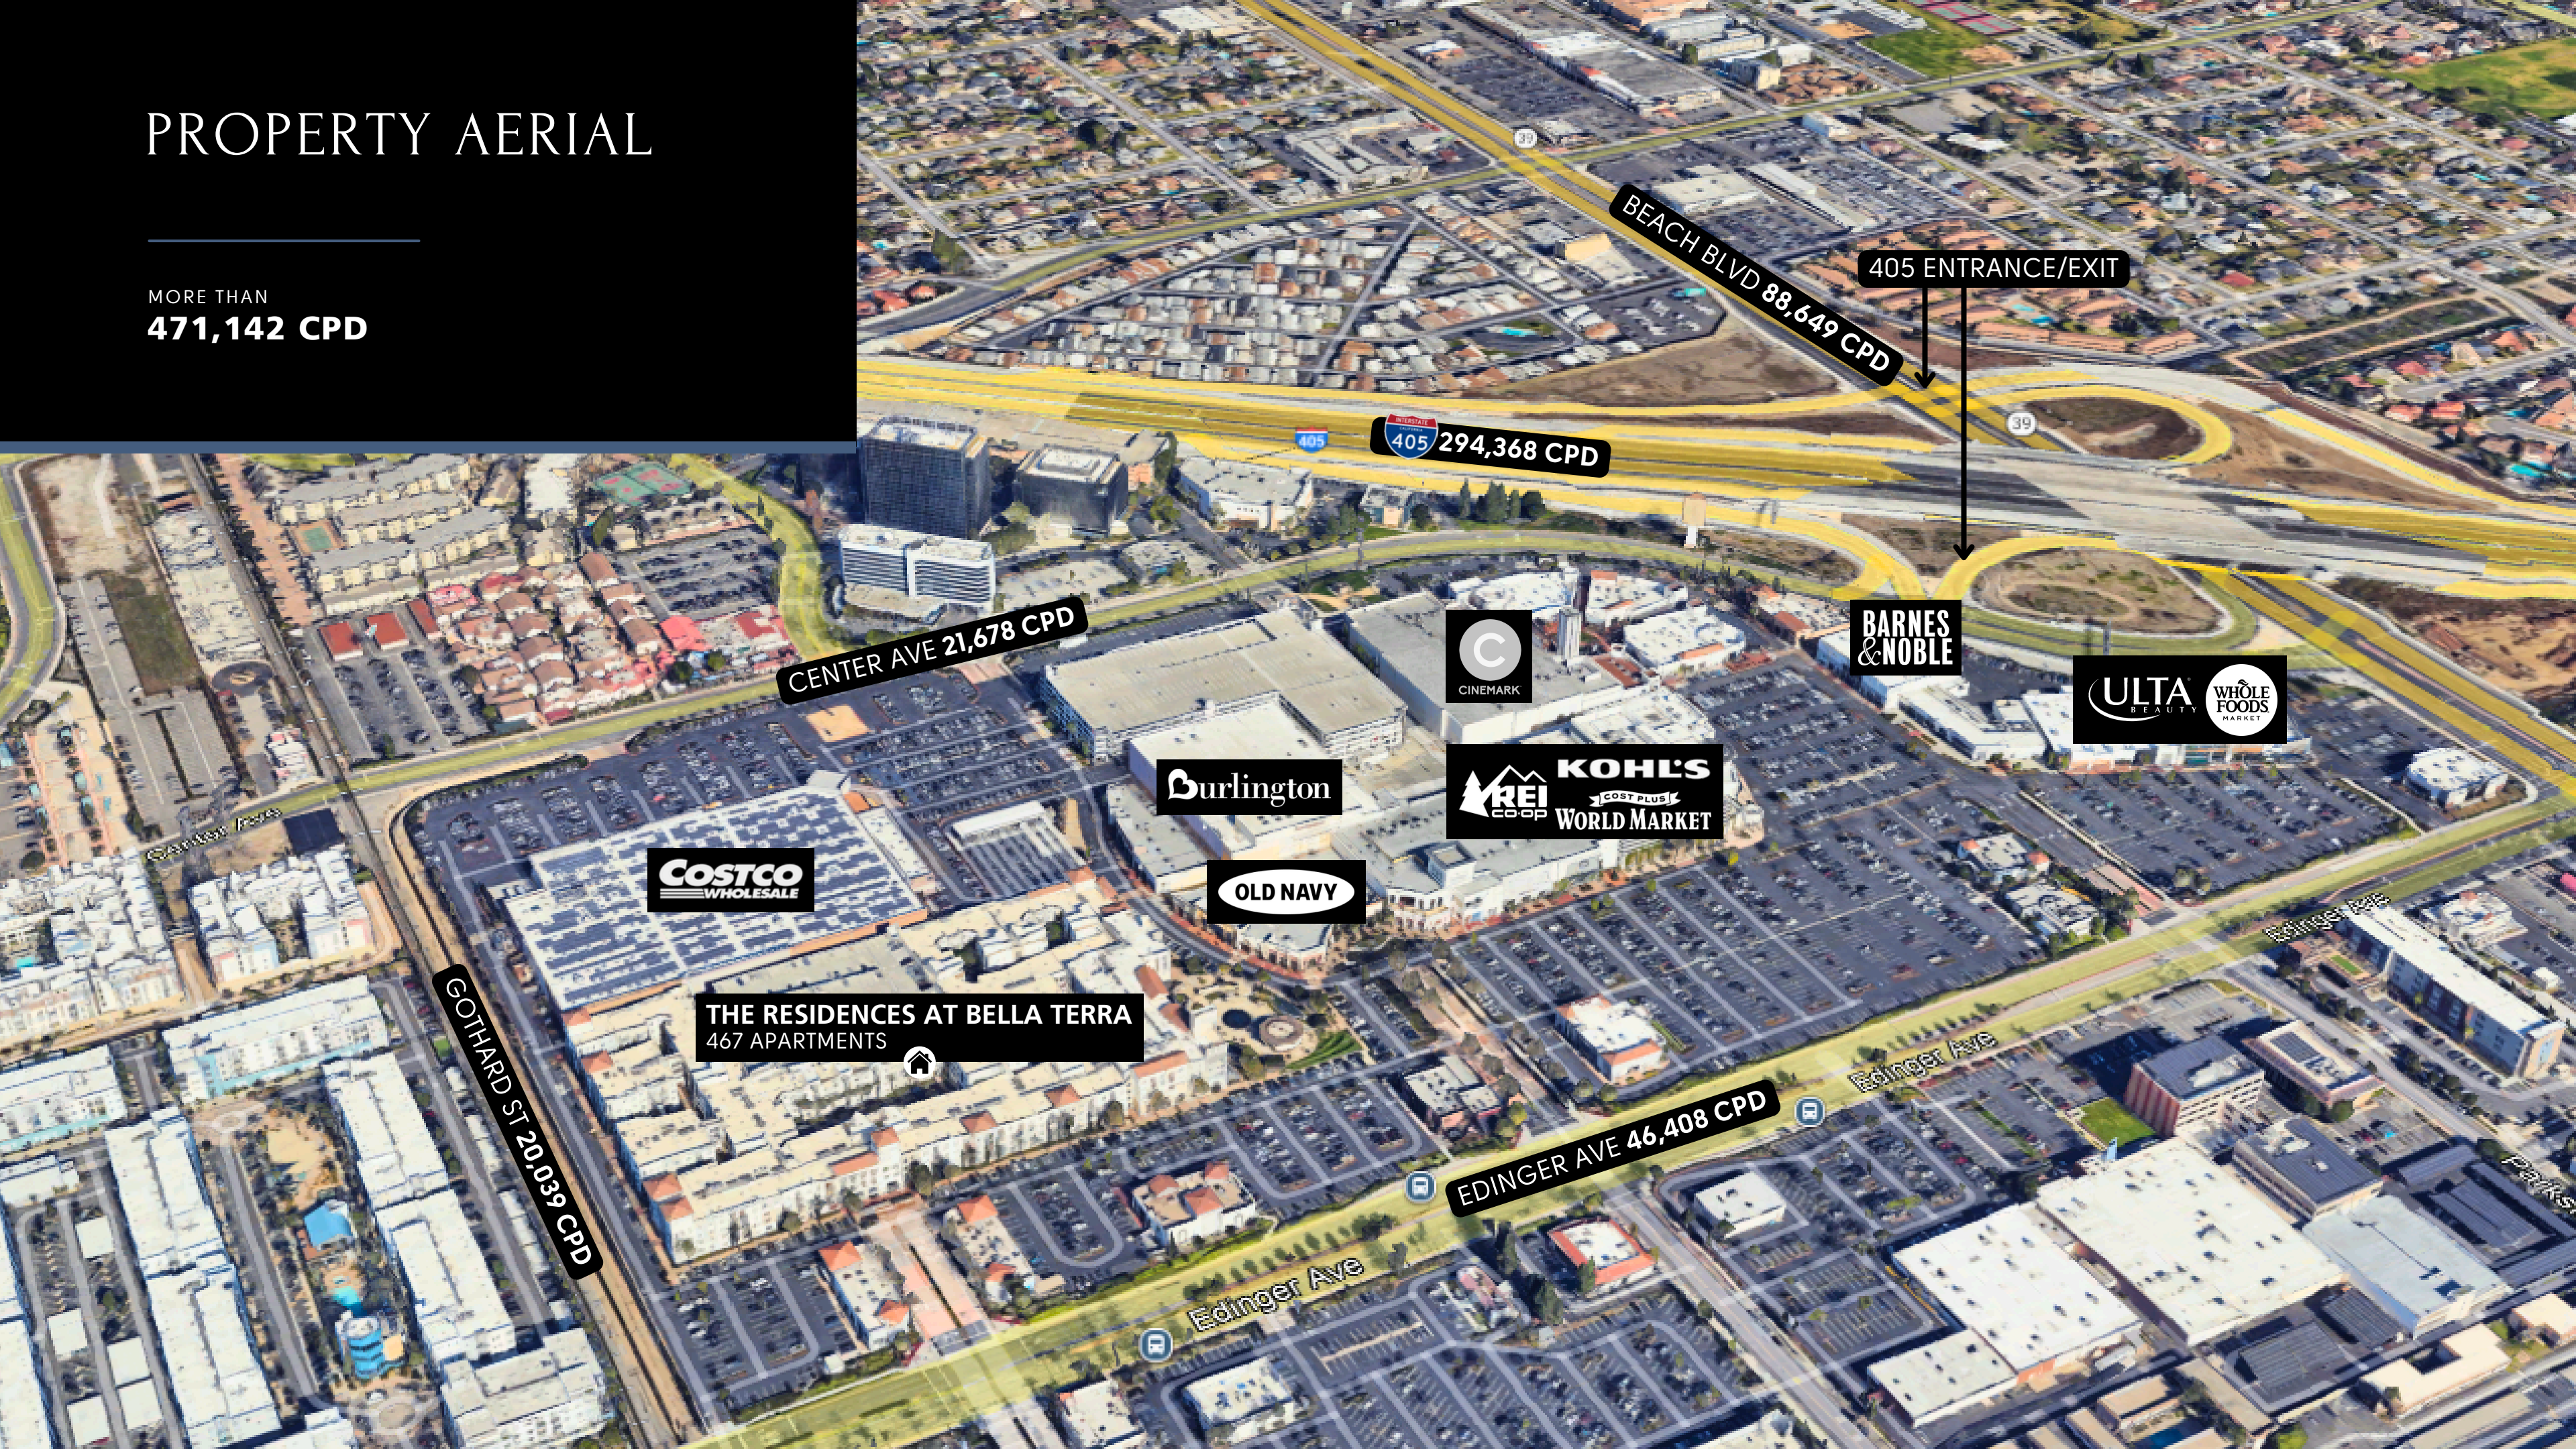 PROPERTY AERIAL
MORE THAN
471,142 CPD
39
BEACH BLVD 88,649 CPD
405 ENTRANCE/EXIT
39
405
INTERSTATE
CALIFORNIA
405
294,368 CPD
CENTER AVE 21,678 CPD
C
CINEMARK
BARNES
&NOBLE
ULTA
BEAUTY
WHOLE
FOODS
MARKET
Burlington
REI
CO·OP
KOHL'S
COST PLUS
WORLD MARKET
Center Ave
COSTCO
WHOLESALE
OLD NAVY
Edinger Ave
THE RESIDENCES AT BELLA TERRA
467 APARTMENTS
GOTHARD ST 20,039 CPD
Edinger Ave
EDINGER AVE 46,408 CPD
Edinger Ave